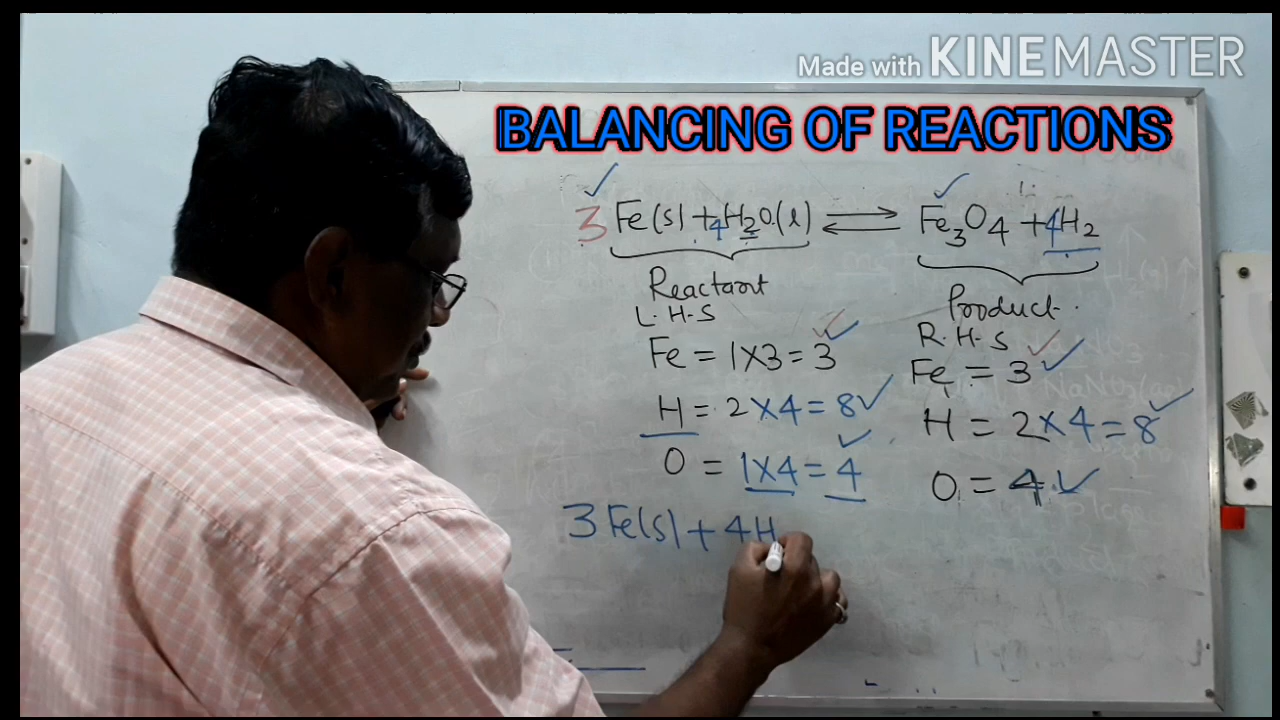 Made with KINEMASTER
BALANCING OF REACTIONS
3 Fe(s) + 4H2O(l) ⇌ Fe3O4 + 4H2
Reactant
L.H.S
Fe = 1×3 = 3 ✓
H = 2×4 = 8 ✓
O = 1×4 = 4 ✓
Product
R.H.S
Fe = 3 ✓
H = 2×4 = 8 ✓
O = 4 ✓
3 Fe(s) + 4H